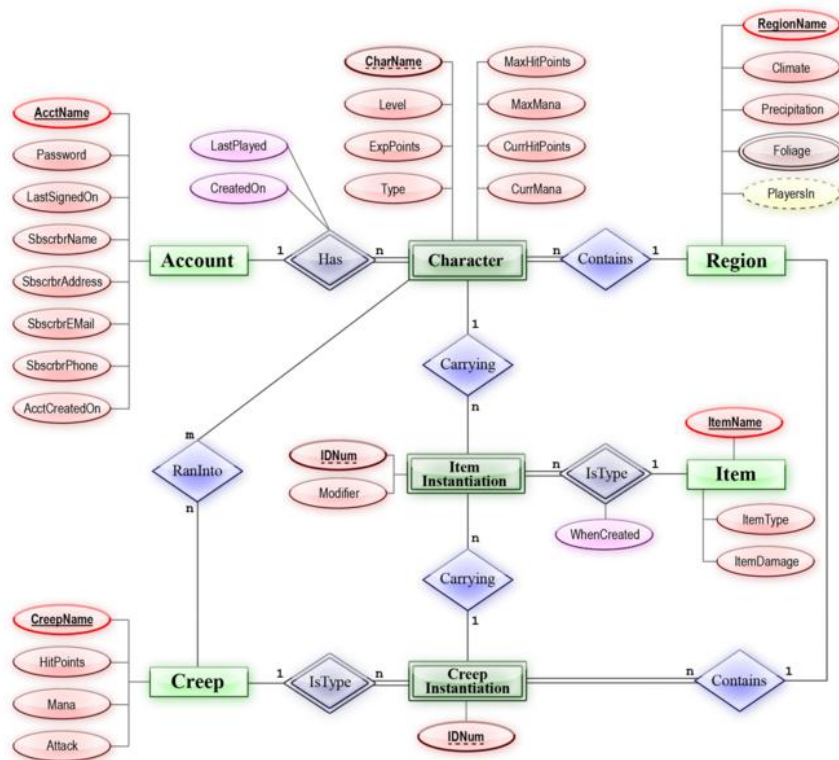 RegionName
CharName
MaxHitPoints
Climate
Level
MaxMana
AcctName
Precipitation
LastPlayed
ExpPoints
CurrHitPoints
Password
Foliage
CreatedOn
Type
CurrMana
LastSignedOn
PlayersIn
SbscrbrName
Account
1
Has
n
Character
n
Contains
1
Region
SbscrbrAddress
SbscrbrEMail
1
SbscrbrPhone
Carrying
AcctCreatedOn
n
m
ItemName
IDNum
RanInto
Item
Instantiation
n
IsType
1
Item
Modifier
n
WhenCreated
ItemType
n
Carrying
ItemDamage
CreepName
1
HitPoints
Creep
1
IsType
n
Creep
Instantiation
n
Contains
1
Mana
Attack
IDNum